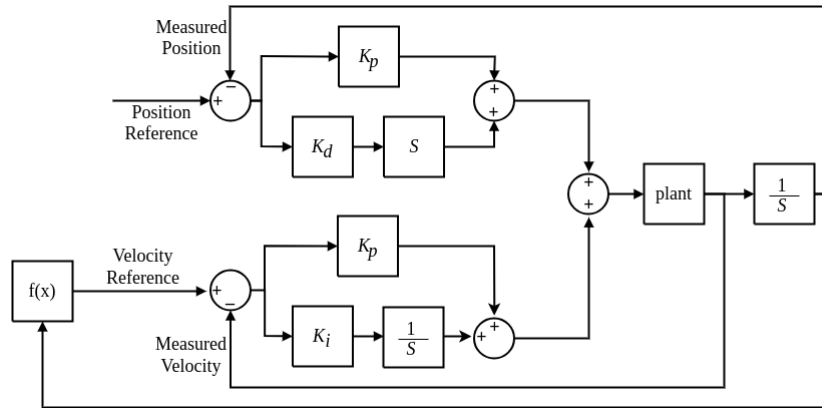 Measured
Position
−
+
Position
Reference
Kp
Kd
S
+
+
+
+
plant
1
S
f(x)
Velocity
Reference
+
−
Measured
Velocity
Kp
Ki
1
S
+
+